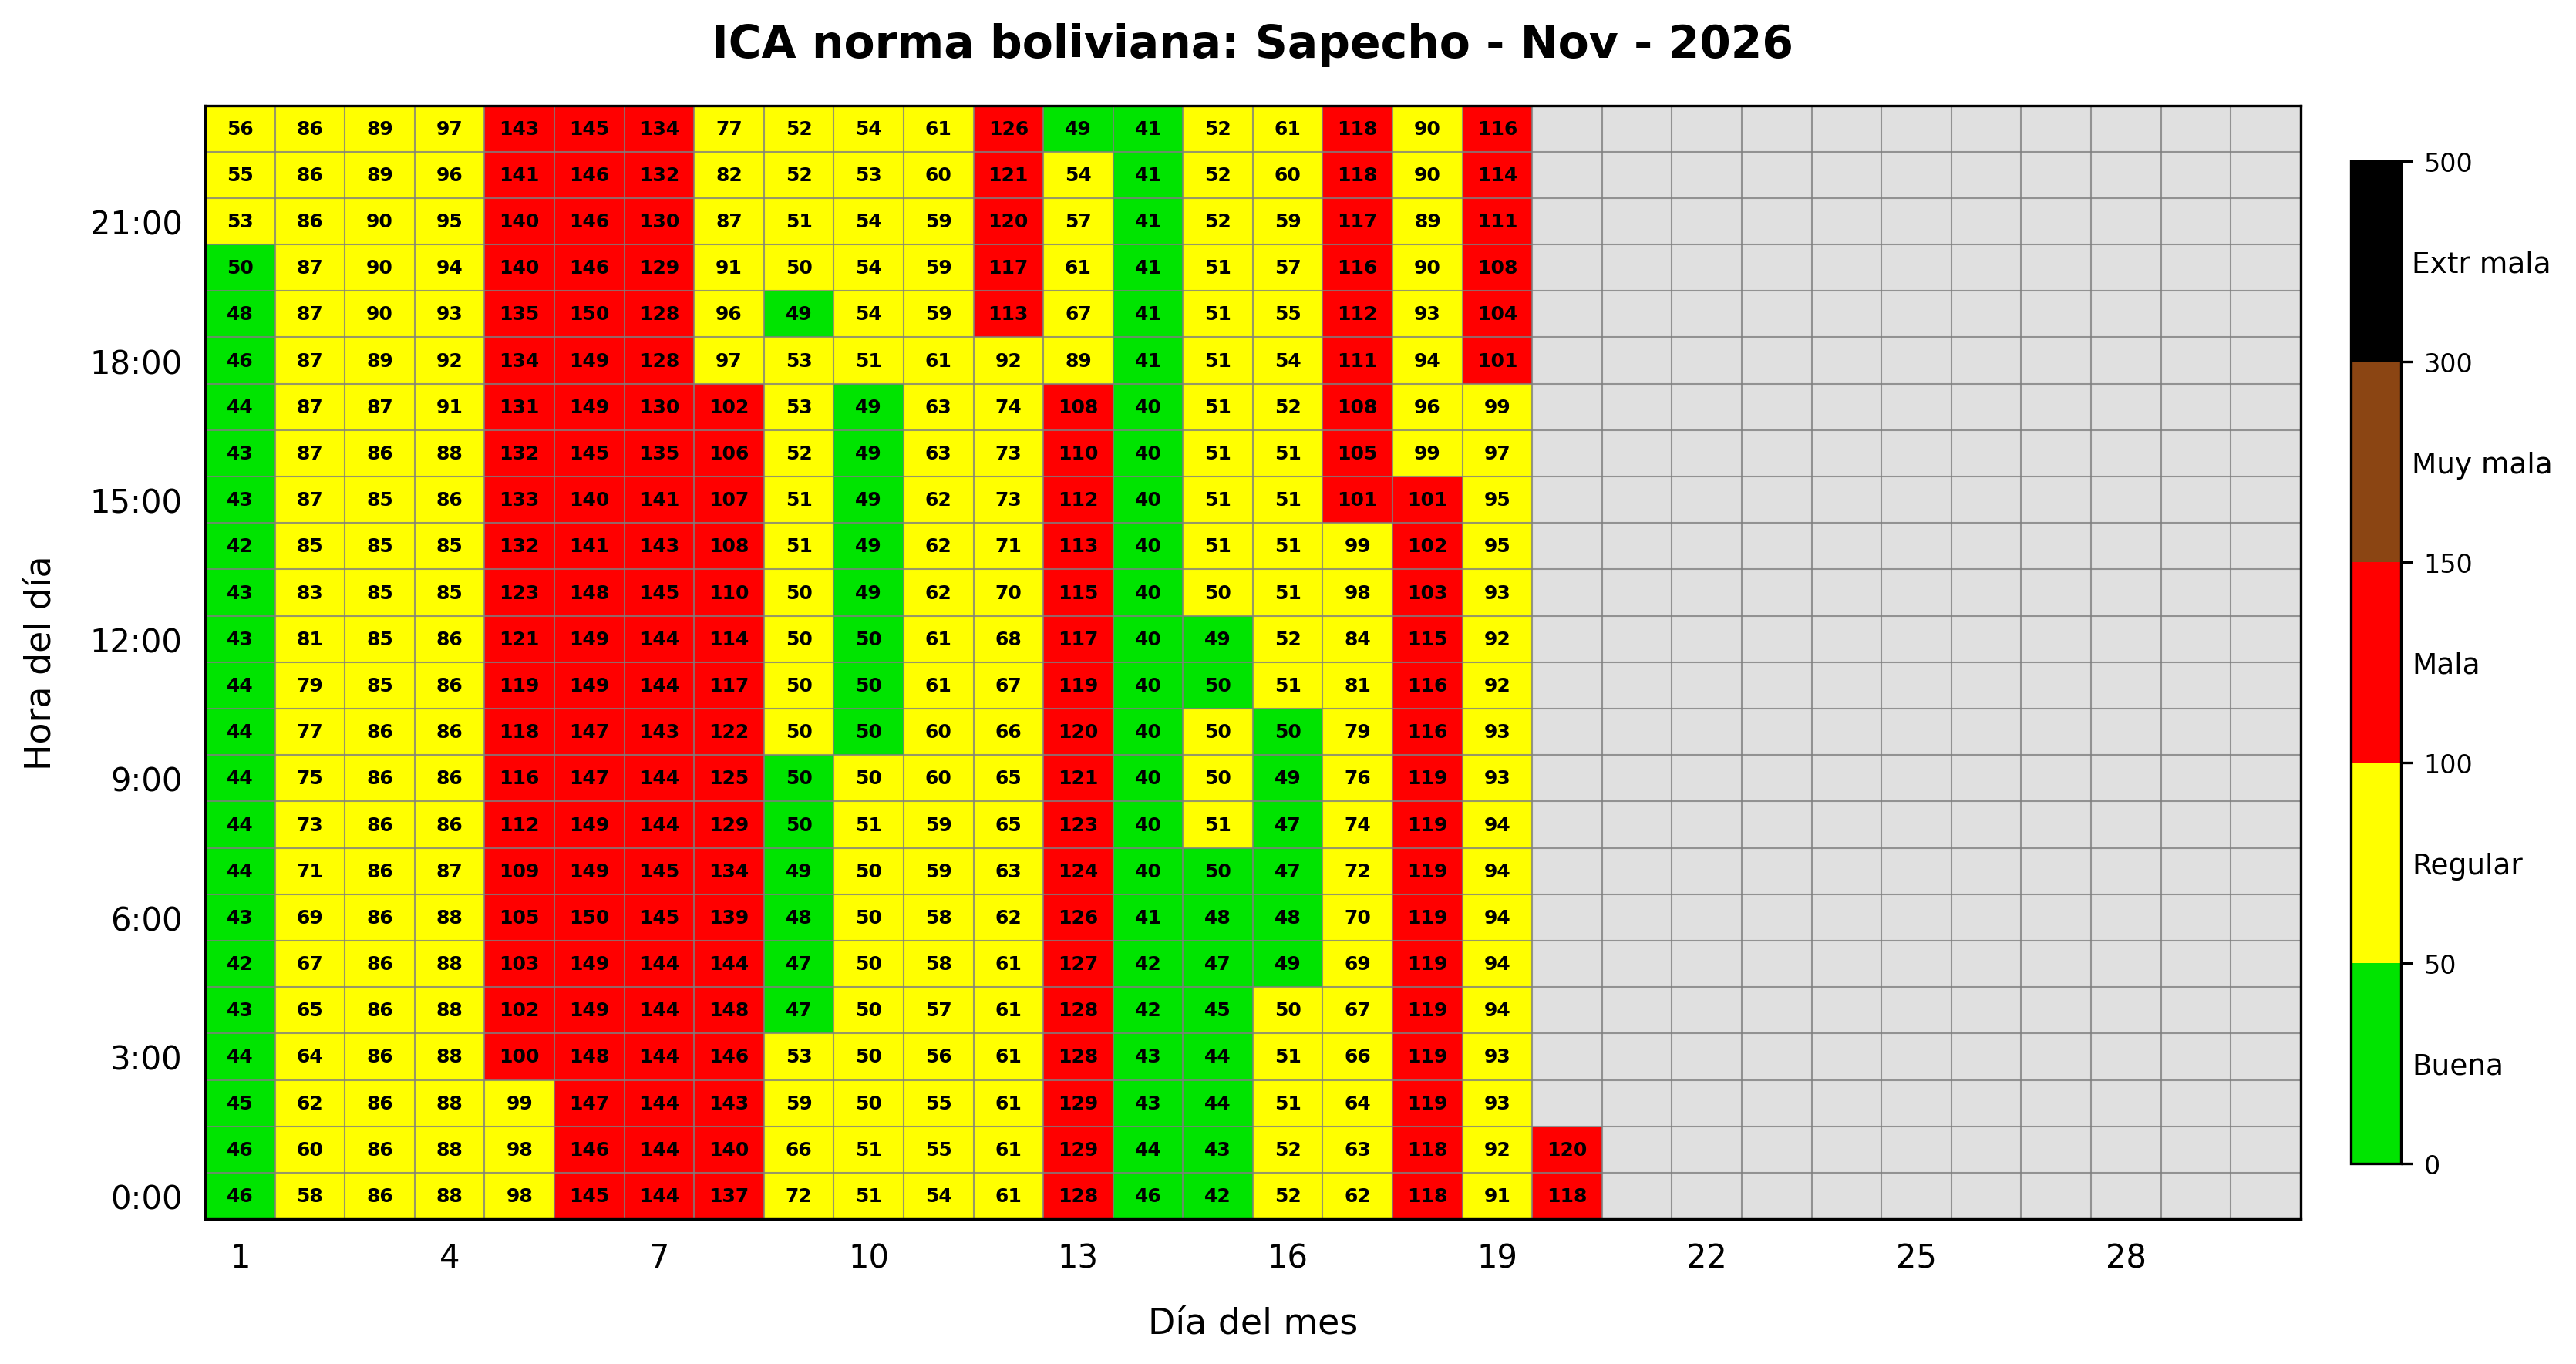 ICA norma boliviana: Sapecho - Nov - 2026
56 86 89 97 143 145 134 77 52 54 61 126 49 41 52 61 118 90 116
55 86 89 96 141 146 132 82 52 53 60 121 54 41 52 60 118 90 114
21:00 53 86 90 95 140 146 130 87 51 54 59 120 57 41 52 59 117 89 111
50 87 90 94 140 146 129 91 50 54 59 117 61 41 51 57 116 90 108
48 87 90 93 135 150 128 96 49 54 59 113 67 41 51 55 112 93 104
18:00 46 87 89 92 134 149 128 97 53 51 61 92 89 41 51 54 111 94 101
44 87 87 91 131 149 130 102 53 49 63 74 108 40 51 52 108 96 99
43 87 86 88 132 145 135 106 52 49 63 73 110 40 51 51 105 99 97
15:00 43 87 85 86 133 140 141 107 51 49 62 73 112 40 51 51 101 101 95
42 85 85 85 132 141 143 108 51 49 62 71 113 40 51 51 99 102 95
43 83 85 85 123 148 145 110 50 49 62 70 115 40 50 51 98 103 93
12:00 43 81 85 86 121 149 144 114 50 50 61 68 117 40 49 52 84 115 92
44 79 85 86 119 149 144 117 50 50 61 67 119 40 50 51 81 116 92
44 77 86 86 118 147 143 122 50 50 60 66 120 40 50 50 79 116 93
9:00 44 75 86 86 116 147 144 125 50 50 60 65 121 40 50 49 76 119 93
44 73 86 86 112 149 144 129 50 51 59 65 123 40 51 47 74 119 94
44 71 86 87 109 149 145 134 49 50 59 63 124 40 50 47 72 119 94
6:00 43 69 86 88 105 150 145 139 48 50 58 62 126 41 48 48 70 119 94
42 67 86 88 103 149 144 144 47 50 58 61 127 42 47 49 69 119 94
43 65 86 88 102 149 144 148 47 50 57 61 128 42 45 50 67 119 94
3:00 44 64 86 88 100 148 144 146 53 50 56 61 128 43 44 51 66 119 93
45 62 86 88 99 147 144 143 59 50 55 61 129 43 44 51 64 119 93
46 60 86 88 98 146 144 140 66 51 55 61 129 44 43 52 63 118 92 120
0:00 46 58 86 88 98 145 144 137 72 51 54 61 128 46 42 52 62 118 91 118
1 4 7 10 13 16 19 22 25 28
Día del mes
Hora del día
500
Extr mala
300
Muy mala
150
Mala
100
Regular
50
Buena
0